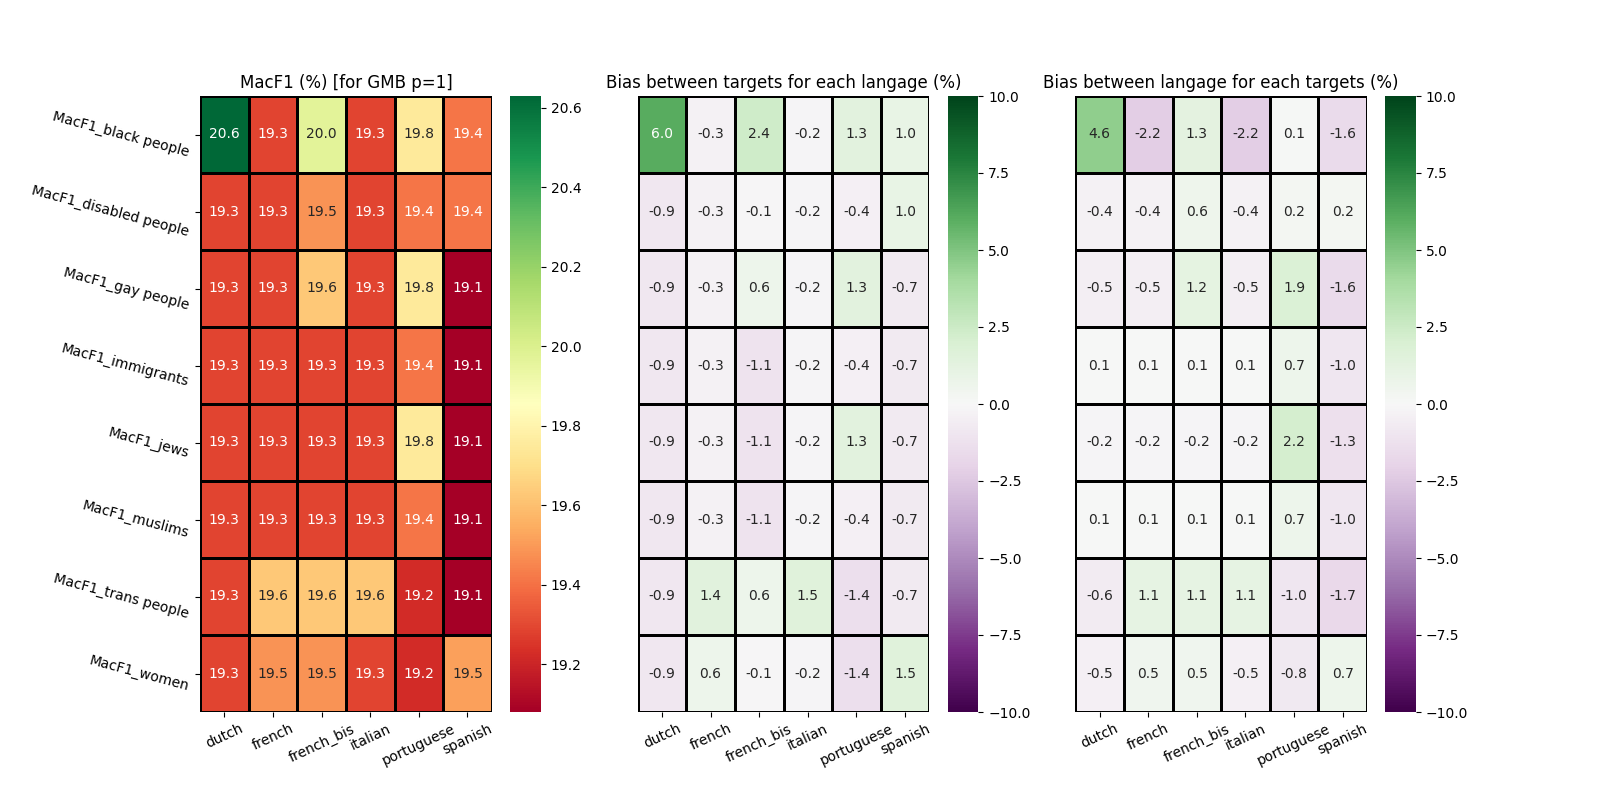 MacF1 (%) [for GMB p=1]
MacF1_black people 20.6 19.3 20.0 19.3 19.8 19.4
MacF1_disabled people 19.3 19.3 19.5 19.3 19.4 19.4
MacF1_gay people 19.3 19.3 19.6 19.3 19.8 19.1
MacF1_immigrants 19.3 19.3 19.3 19.3 19.4 19.1
MacF1_jews 19.3 19.3 19.3 19.3 19.8 19.1
MacF1_muslims 19.3 19.3 19.3 19.3 19.4 19.1
MacF1_trans people 19.3 19.6 19.6 19.6 19.2 19.1
MacF1_women 19.3 19.5 19.5 19.3 19.2 19.5
dutch french french_bis italian portuguese spanish
20.6
20.4
20.2
20.0
19.8
19.6
19.4
19.2
Bias between targets for each langage (%)
6.0 -0.3 2.4 -0.2 1.3 1.0
-0.9 -0.3 -0.1 -0.2 -0.4 1.0
-0.9 -0.3 0.6 -0.2 1.3 -0.7
-0.9 -0.3 -1.1 -0.2 -0.4 -0.7
-0.9 -0.3 -1.1 -0.2 1.3 -0.7
-0.9 -0.3 -1.1 -0.2 -0.4 -0.7
-0.9 1.4 0.6 1.5 -1.4 -0.7
-0.9 0.6 -0.1 -0.2 -1.4 1.5
dutch french french_bis italian portuguese spanish
10.0
7.5
5.0
2.5
0.0
−2.5
−5.0
−7.5
−10.0
Bias between langage for each targets (%)
4.6 -2.2 1.3 -2.2 0.1 -1.6
-0.4 -0.4 0.6 -0.4 0.2 0.2
-0.5 -0.5 1.2 -0.5 1.9 -1.6
0.1 0.1 0.1 0.1 0.7 -1.0
-0.2 -0.2 -0.2 -0.2 2.2 -1.3
0.1 0.1 0.1 0.1 0.7 -1.0
-0.6 1.1 1.1 1.1 -1.0 -1.7
-0.5 0.5 0.5 -0.5 -0.8 0.7
dutch french french_bis italian portuguese spanish
10.0
7.5
5.0
2.5
0.0
−2.5
−5.0
−7.5
−10.0